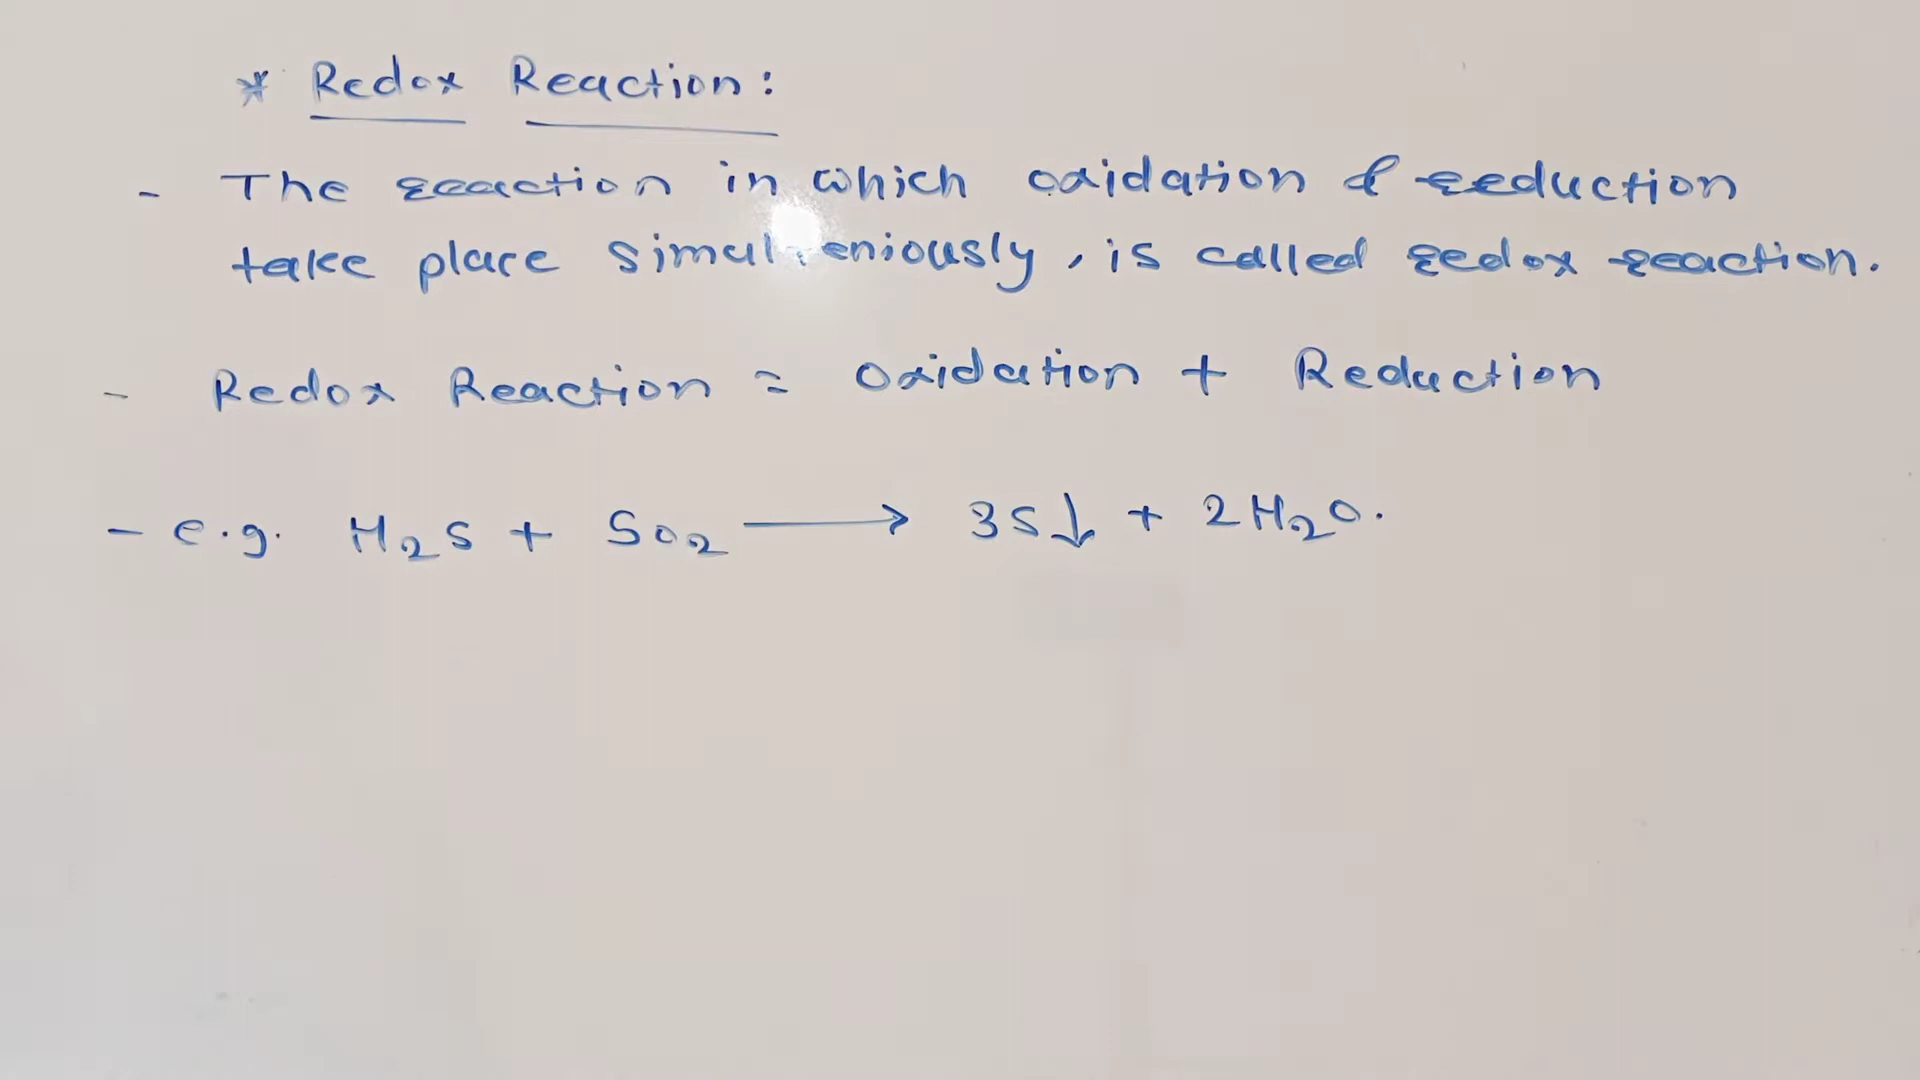 * Redox Reaction:
- The reaction in which oxidation & reduction
take place simulteniously, is called redox reaction.
- Redox Reaction = Oxidation + Reduction
- e.g. H₂S + SO₂ ⟶ 3S↓ + 2H₂O.